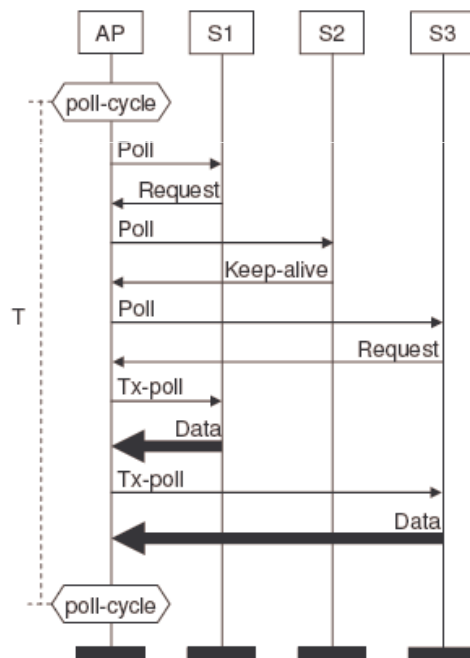 AP S1 S2 S3
poll-cycle
Poll
Request
Poll
Keep-alive
T
Poll
Request
Tx-poll
Data
Tx-poll
Data
poll-cycle